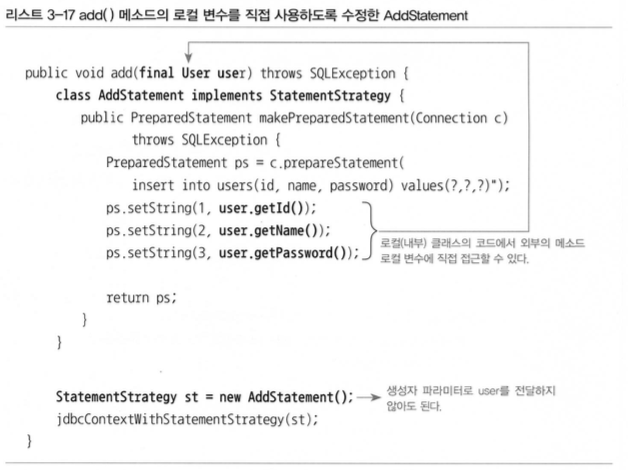 리스트 3-17 add( ) 메소드의 로컬 변수를 직접 사용하도록 수정한 AddStatement
public void add(final User user) throws SQLException {
class AddStatement implements StatementStrategy {
public PreparedStatement makePreparedStatement(Connection c)
throws SQLException {
PreparedStatement ps = c.prepareStatement(
insert into users(id, name, password) values(?,?,?)");
ps.setString(1, user.getId());
ps.setString(2, user.getName());
ps.setString(3, user.getPassword());
로컬(내부) 클래스의 코드에서 외부의 메소드
로컬 변수에 직접 접근할 수 있다.
return ps;
}
}
StatementStrategy st = new AddStatement();
생성자 파라미터로 user를 전달하지
않아도 된다.
jdbcContextWithStatementStrategy(st);
}